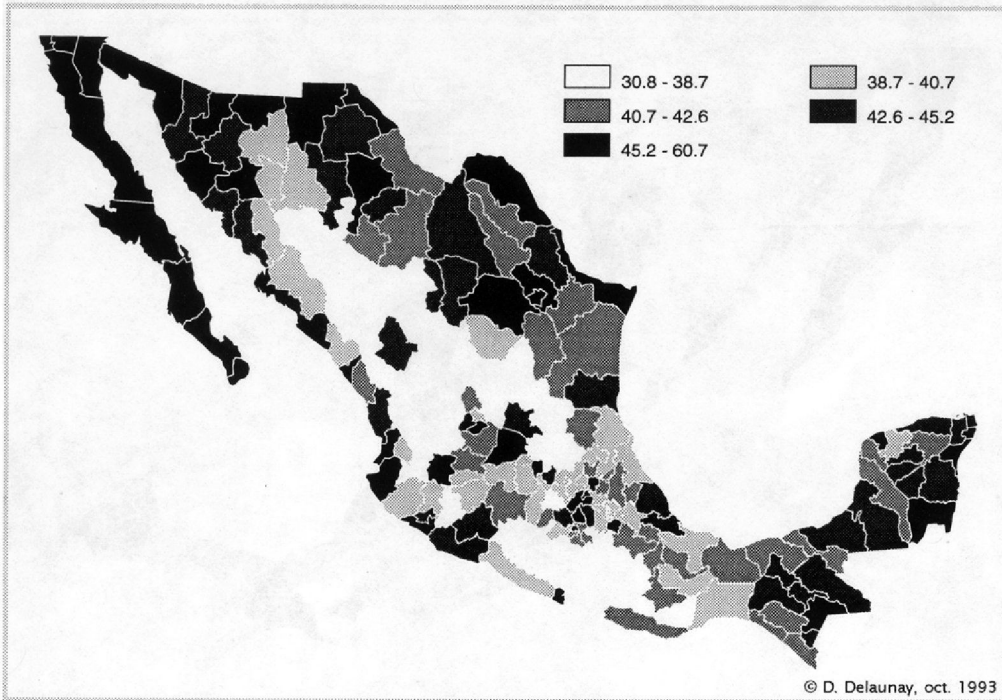 30.8 - 38.7
38.7 - 40.7
40.7 - 42.6
42.6 - 45.2
45.2 - 60.7
© D. Delaunay, oct. 1993